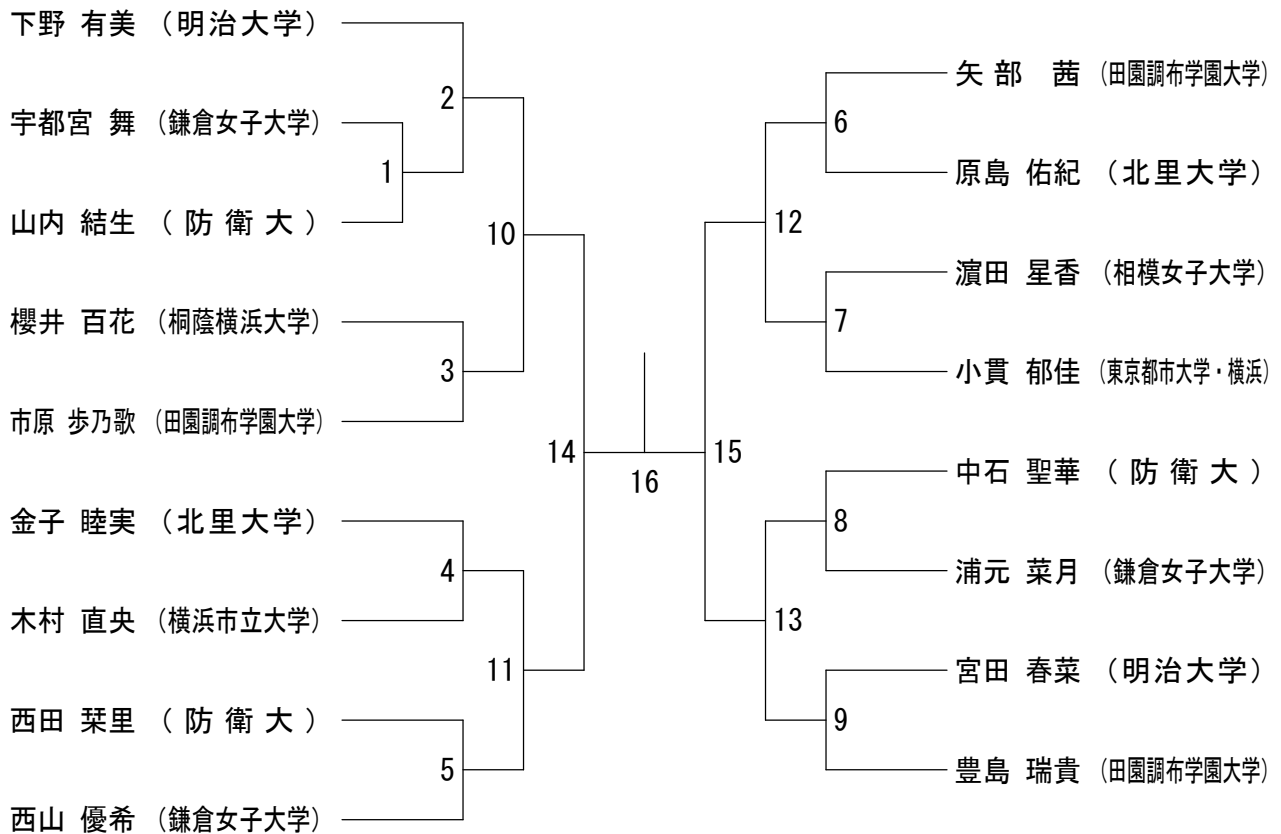 下野 有美 (明治大学)
宇都宮 舞 (鎌倉女子大学)
山内 結生 (防衛大)
櫻井 百花 (桐蔭横浜大学)
市原 歩乃歌 (田園調布学園大学)
金子 睦実 (北里大学)
木村 直央 (横浜市立大学)
西田 栞里 (防衛大)
西山 優希 (鎌倉女子大学)
1
2
3
4
5
10
11
14
16
15
12
13
6
7
8
9
矢部 茜 (田園調布学園大学)
原島 佑紀 (北里大学)
濵田 星香 (相模女子大学)
小貫 郁佳 (東京都市大学・横浜)
中石 聖華 (防衛大)
浦元 菜月 (鎌倉女子大学)
宮田 春菜 (明治大学)
豊島 瑞貴 (田園調布学園大学)